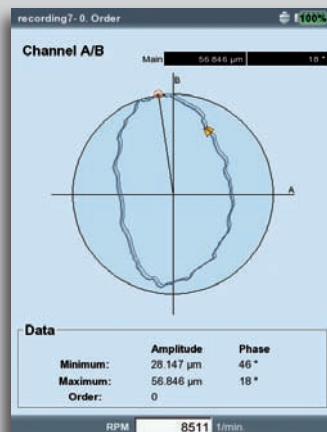 recording7- 0. Order 100%
Channel A/B
Main 56.846 µm 18 °
B
A
Data
Amplitude Phase
Minimum: 28.147 µm 46 °
Maximum: 56.846 µm 18 °
Order: 0
RPM 8511 1/min.